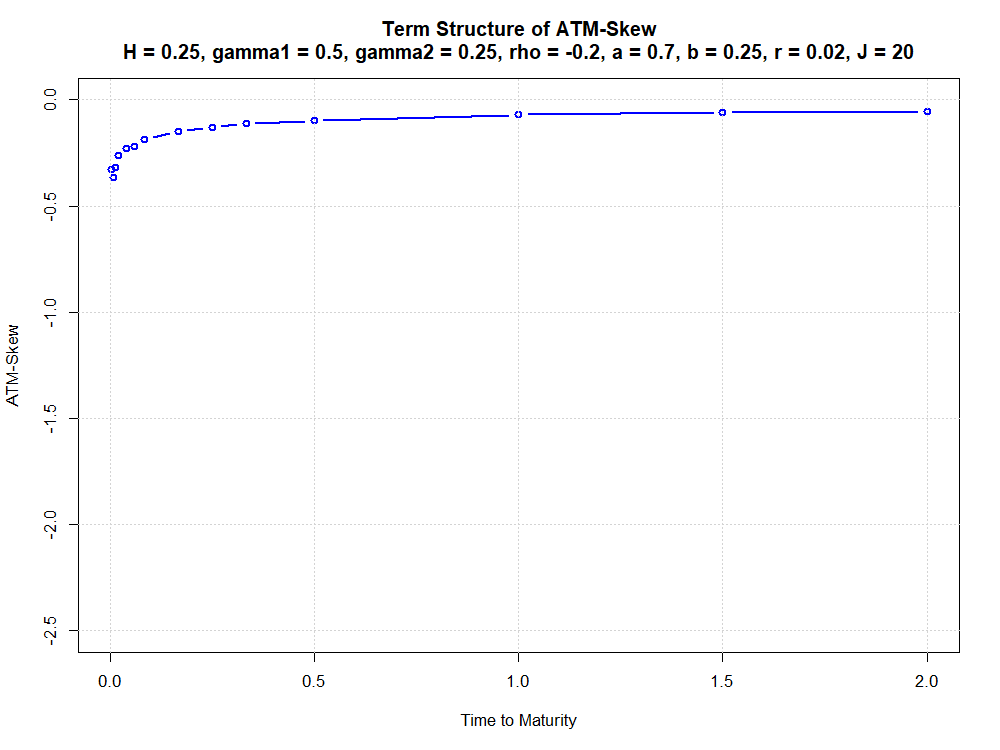 Term Structure of ATM-Skew
H = 0.25, gamma1 = 0.5, gamma2 = 0.25, rho = -0.2, a = 0.7, b = 0.25, r = 0.02, J = 20
ATM-Skew
0.0
-0.5
-1.0
-1.5
-2.0
-2.5
0.0 0.5 1.0 1.5 2.0
Time to Maturity